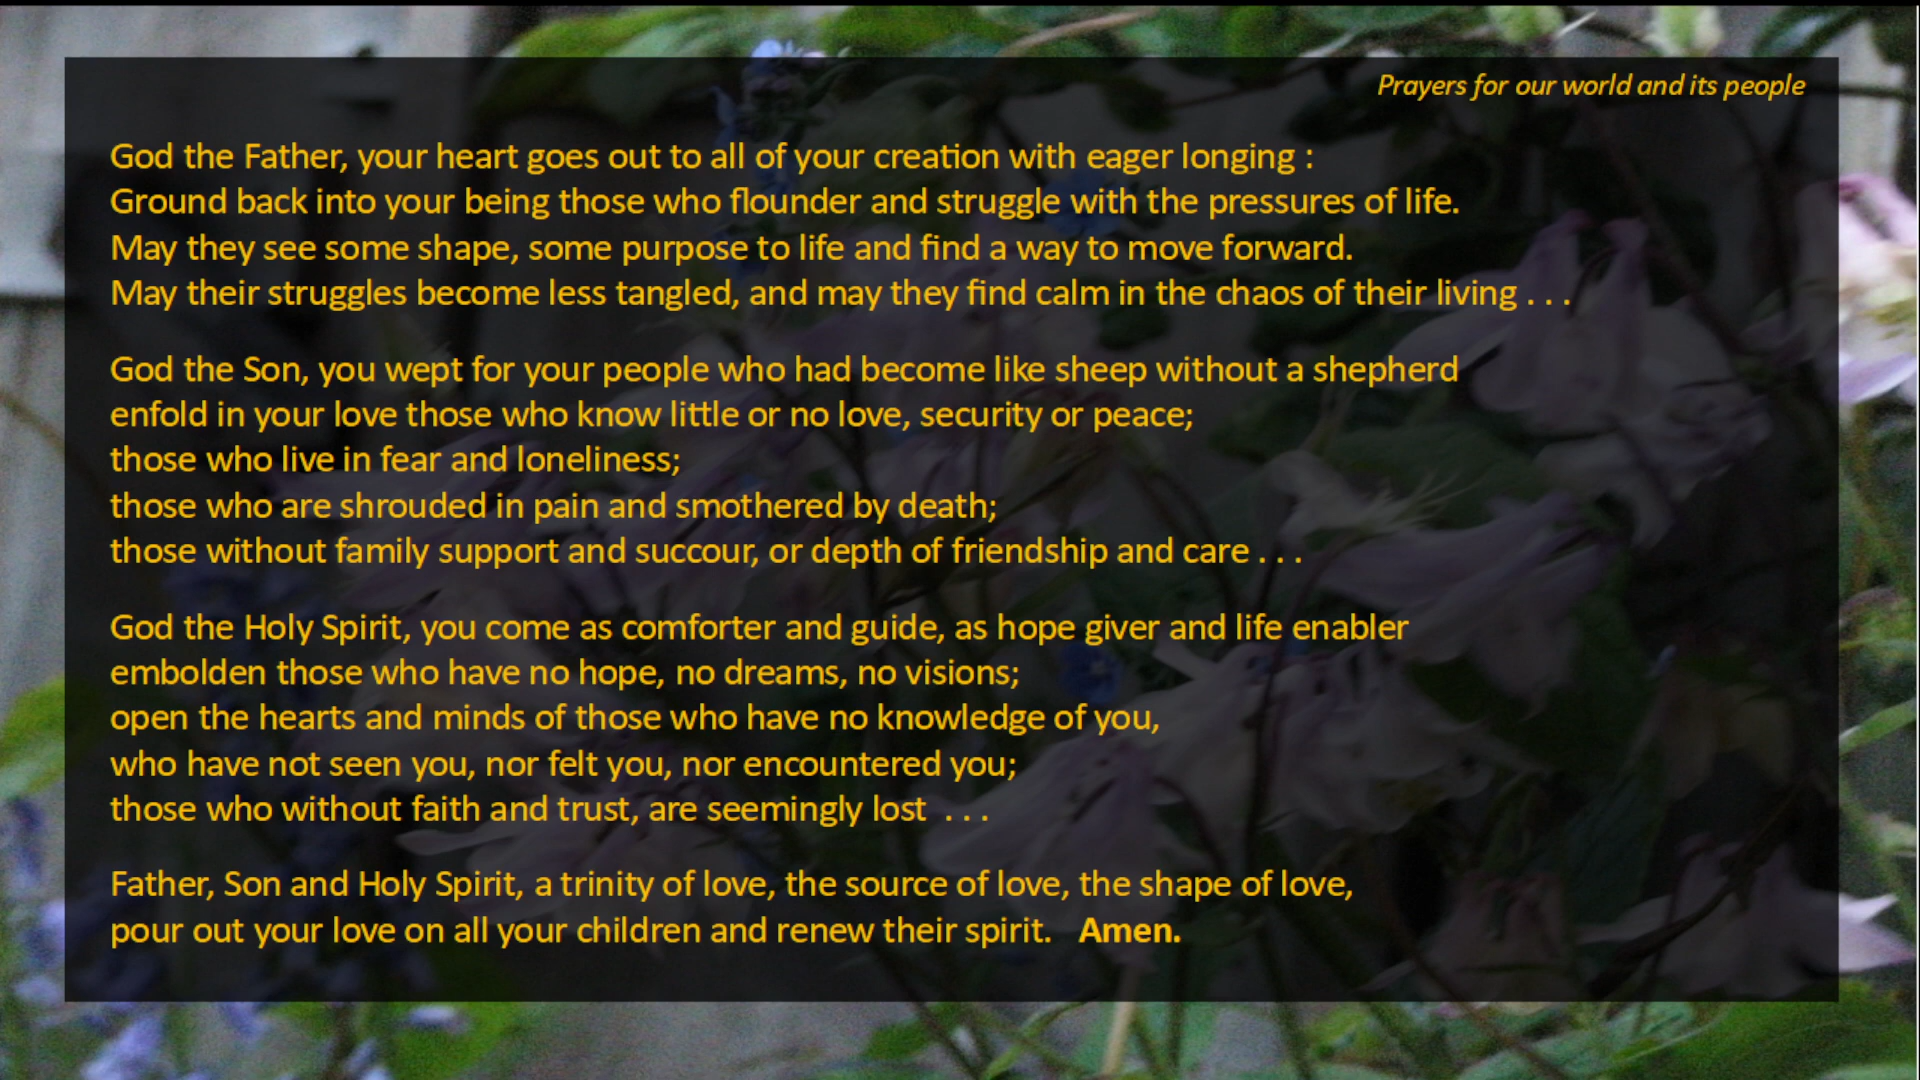 Prayers for our world and its people
God the Father, your heart goes out to all of your creation with eager longing :
Ground back into your being those who flounder and struggle with the pressures of life.
May they see some shape, some purpose to life and find a way to move forward.
May their struggles become less tangled, and may they find calm in the chaos of their living . . .
God the Son, you wept for your people who had become like sheep without a shepherd
enfold in your love those who know little or no love, security or peace;
those who live in fear and loneliness;
those who are shrouded in pain and smothered by death;
those without family support and succour, or depth of friendship and care . . .
God the Holy Spirit, you come as comforter and guide, as hope giver and life enabler
embolden those who have no hope, no dreams, no visions;
open the hearts and minds of those who have no knowledge of you,
who have not seen you, nor felt you, nor encountered you;
those who without faith and trust, are seemingly lost  . . .
Father, Son and Holy Spirit, a trinity of love, the source of love, the shape of love,
pour out your love on all your children and renew their spirit.   Amen.